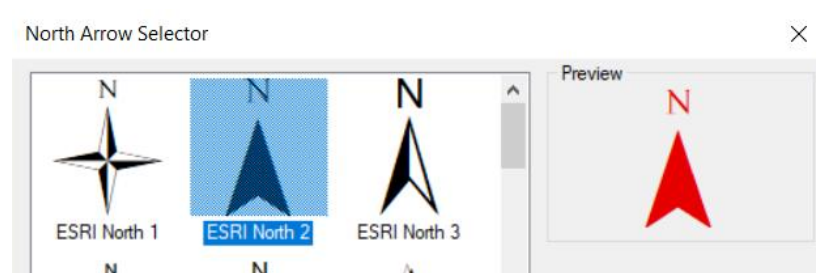 North Arrow Selector
Preview
N N N N
ESRI North 1 ESRI North 2 ESRI North 3
N N